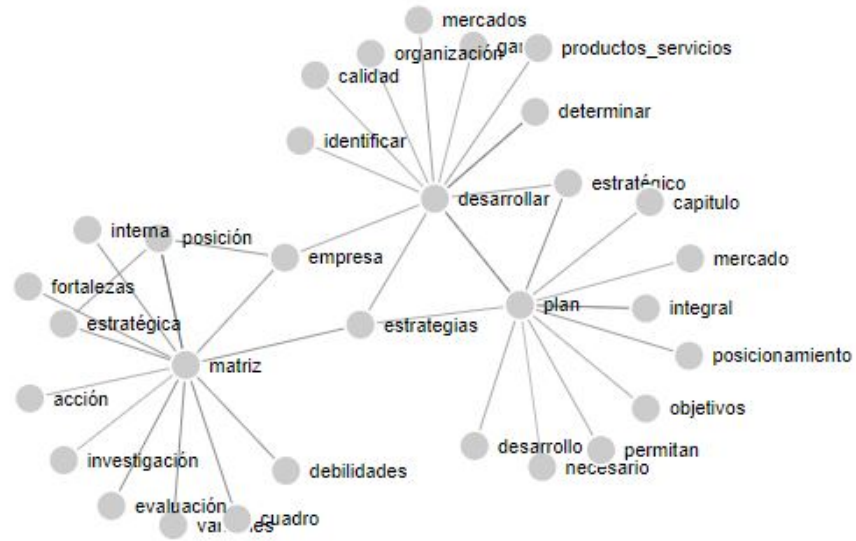 mercados
organización
productos_servicios
calidad
determinar
identificar
estratégico
desarrollar
capitulo
interna
posición
empresa
mercado
fortalezas
integral
plan
estratégica
estrategias
posicionamiento
matriz
acción
objetivos
desarrollo
permitan
investigación
necesario
debilidades
evaluación
cuadro